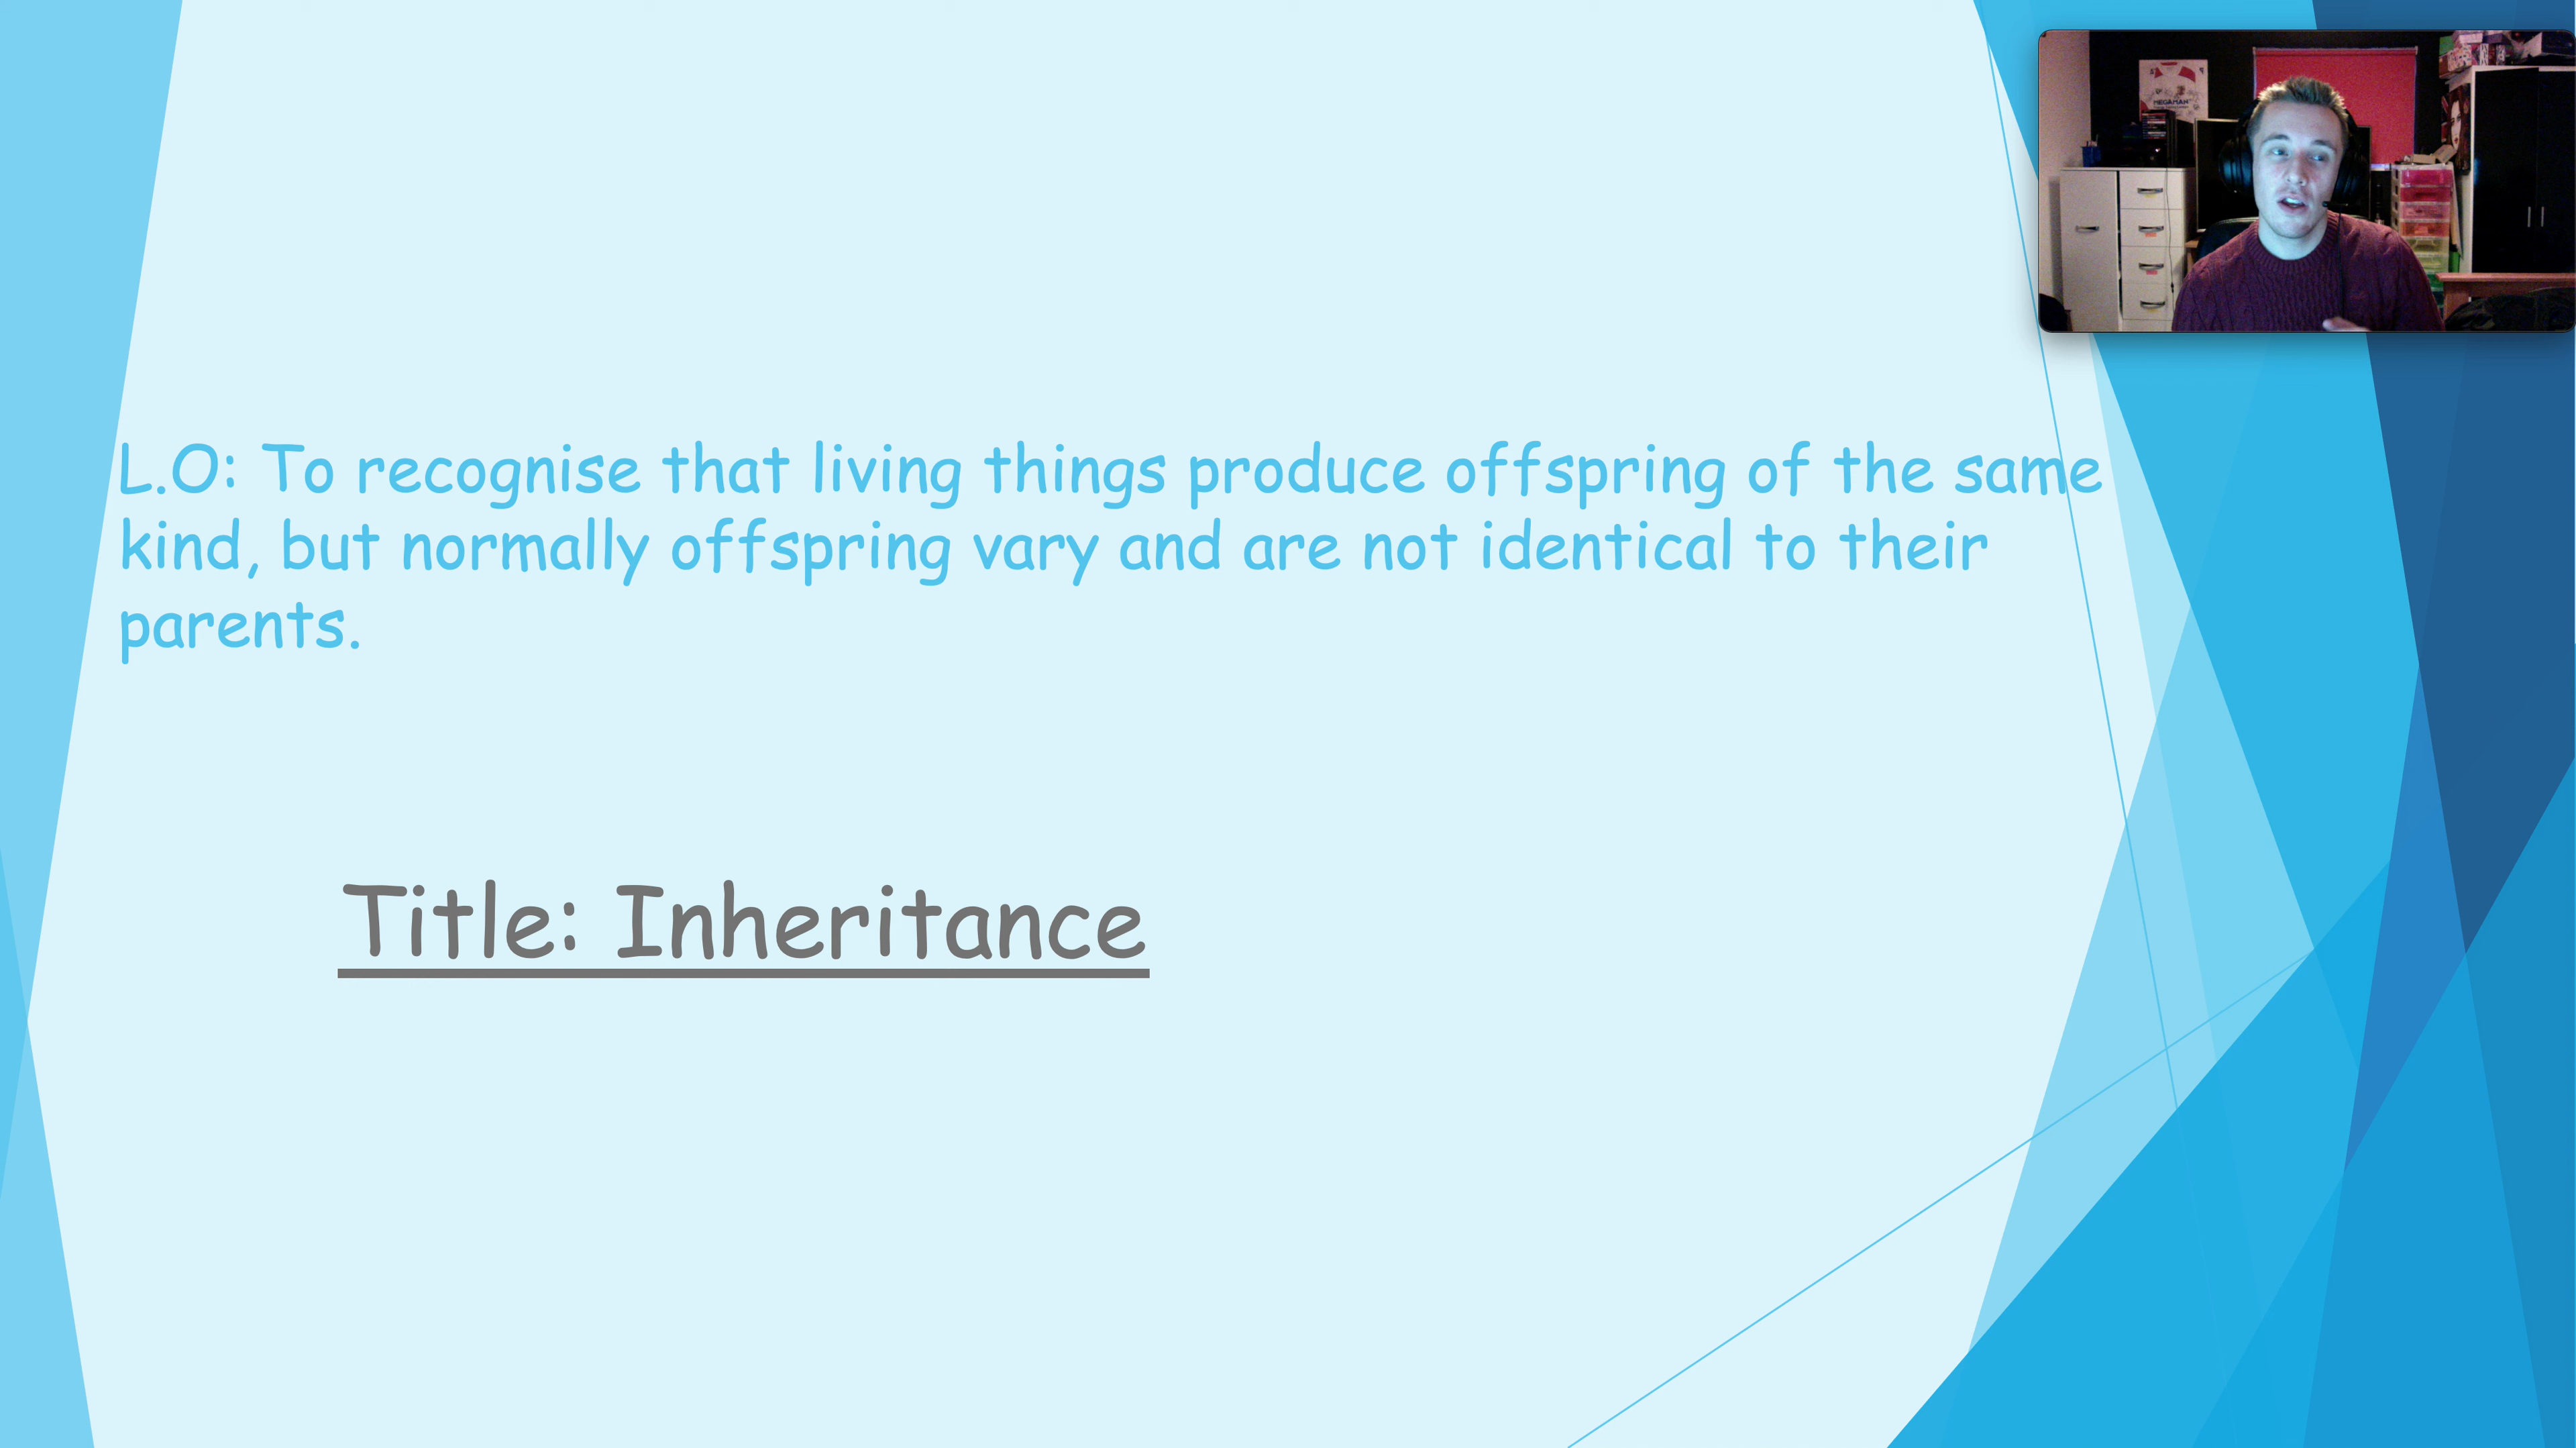 L.O: To recognise that living things produce offspring of the same
kind, but normally offspring vary and are not identical to their
parents.
Title: Inheritance
MEGAMAN